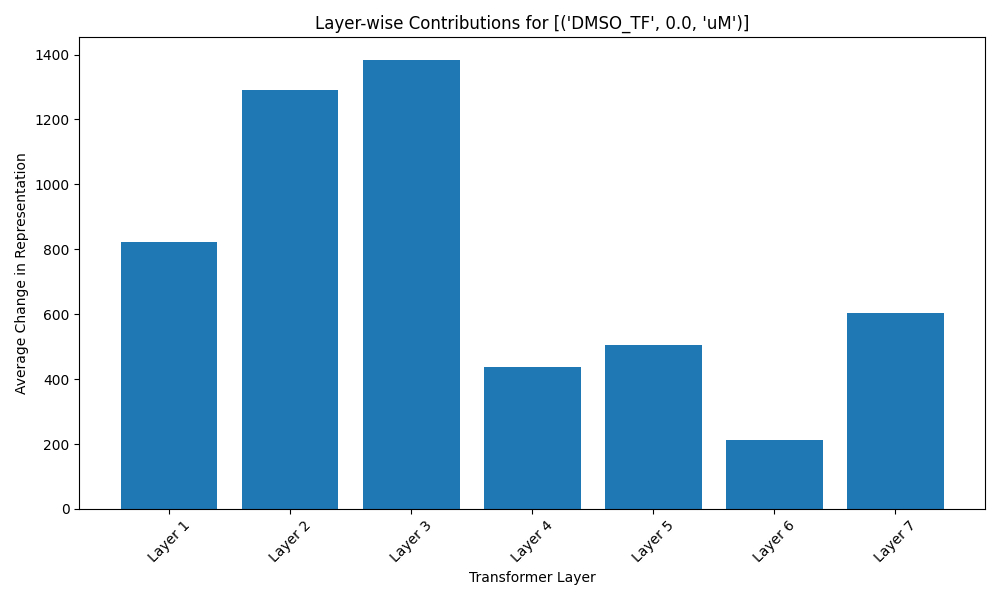 Layer-wise Contributions for [('DMSO_TF', 0.0, 'uM')]
Average Change in Representation
1400
1200
1000
800
600
400
200
0
Layer 1
Layer 2
Layer 3
Layer 4
Layer 5
Layer 6
Layer 7
Transformer Layer